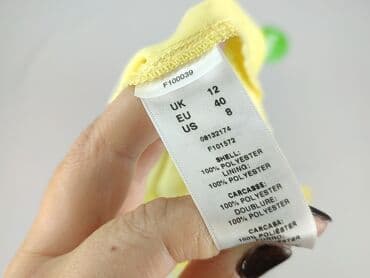 F100039
UK 12
EU 40
US 8
08132174
F101572
SHELL:
100% POLYESTER
LINING:
100% POLYESTER
CARCASSE:
100% POLYESTER
DOUBLURE:
100% POLYESTER
CARCASA:
100% POLYESTER